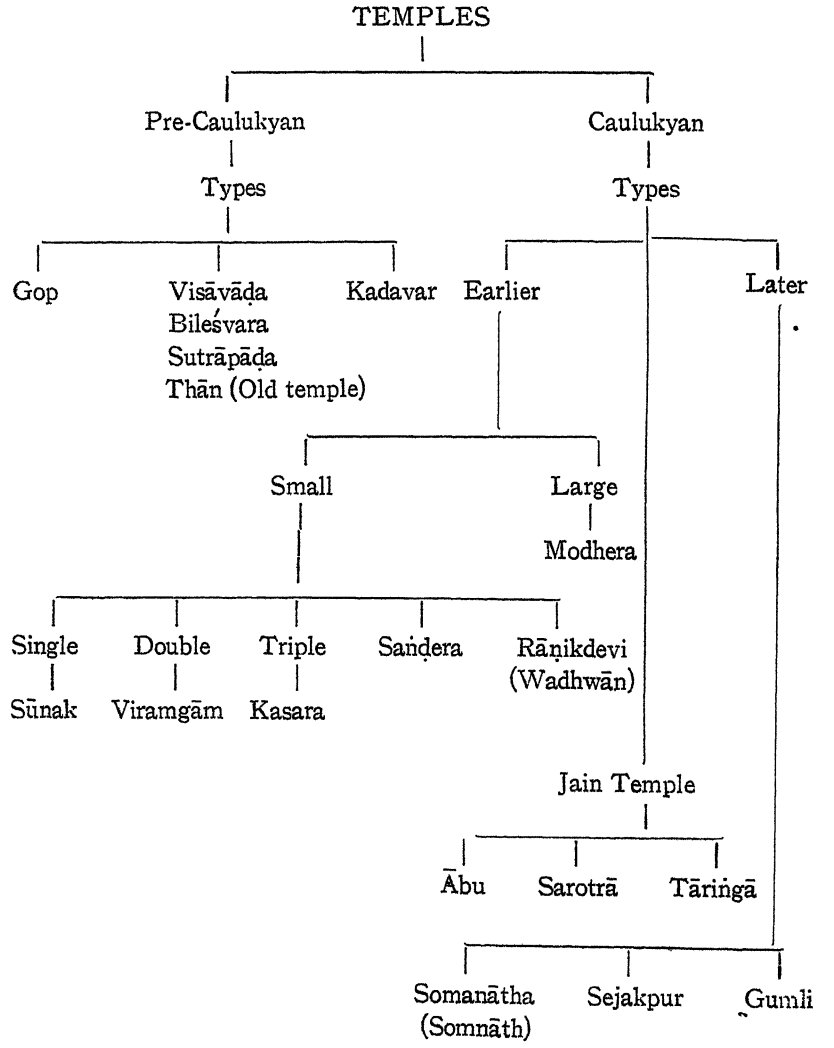 TEMPLES
Pre-Caulukyan
Caulukyan
Types
Types
Gop
Visāvāḍa
Bileśvara
Sutrāpāḍa
Thān (Old temple)
Kadavar
Earlier
Later
Small
Large
Modhera
Single
Double
Triple
Saṅḍera
Rāṇikdevi
(Wadhwān)
Sūnak
Viramgām
Kasara
Jain Temple
Ābu
Sarotrā
Tāriṅgā
Somanātha
(Somnāth)
Sejakpur
Gumli